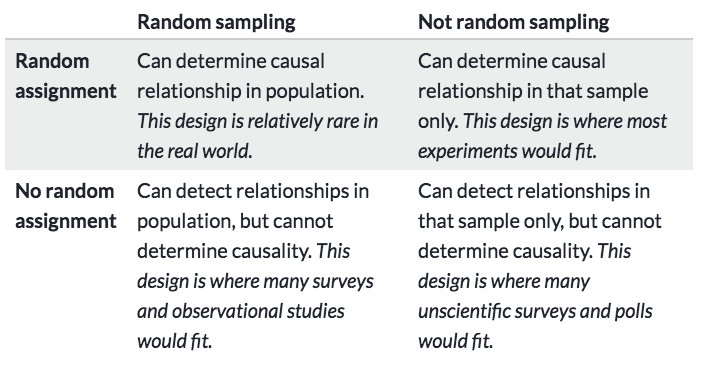 Random sampling Not random sampling
Random assignment
Can determine causal
relationship in population.
This design is relatively rare in
the real world.
Can determine causal
relationship in that sample
only. This design is where most
experiments would fit.
No random assignment
Can detect relationships in
population, but cannot
determine causality. This
design is where many surveys
and observational studies
would fit.
Can detect relationships in
that sample only, but cannot
determine causality. This
design is where many
unscientific surveys and polls
would fit.